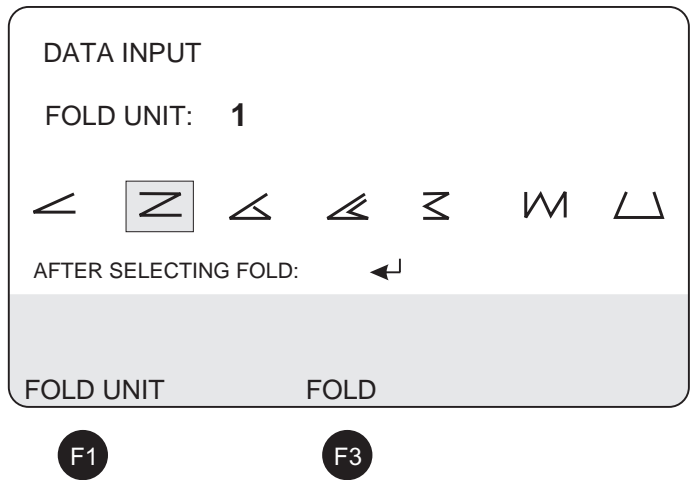 DATA INPUT
FOLD UNIT: 1
AFTER SELECTING FOLD:
FOLD UNIT FOLD
F1 F3